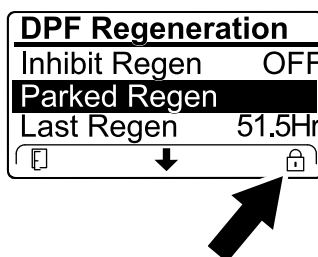 DPF Regeneration
Inhibit Regen OFF
Parked Regen
Last Regen 51.5Hr